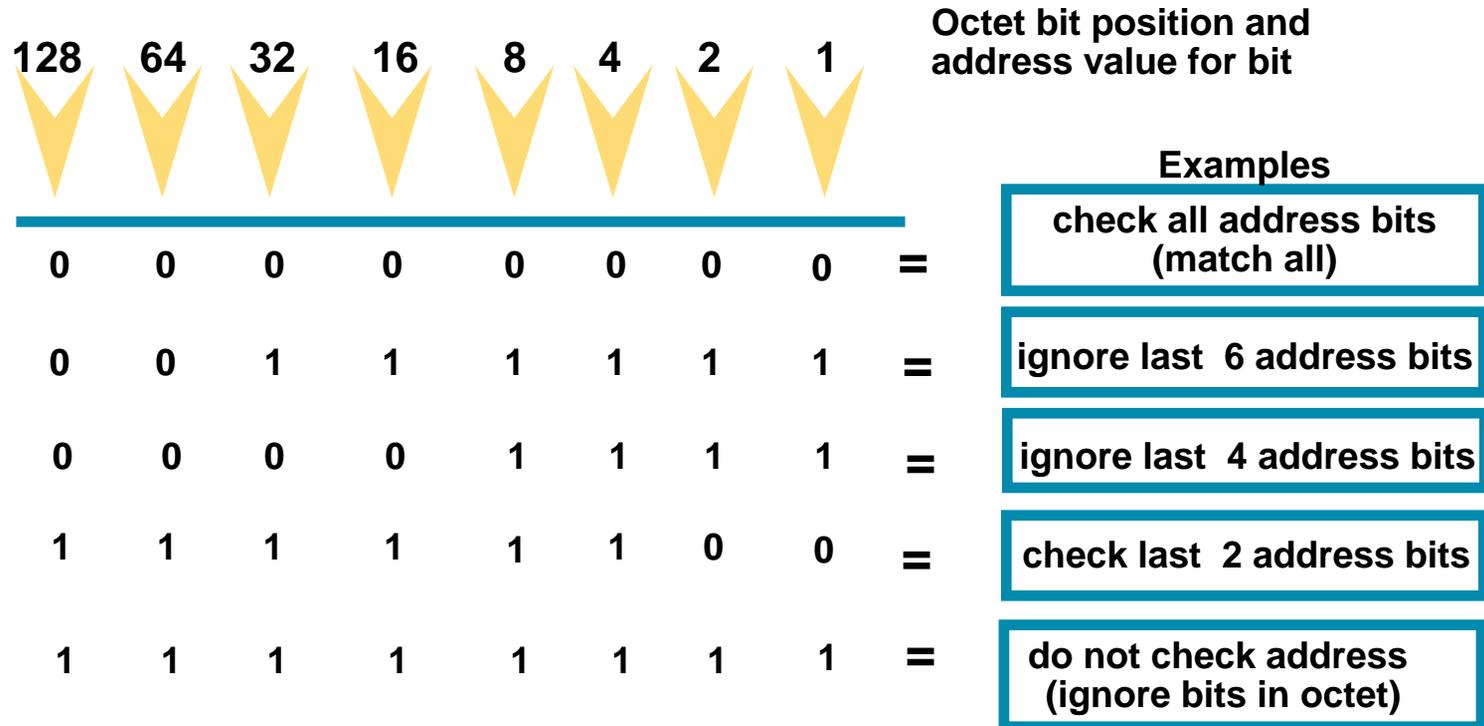 Octet bit position and
address value for bit
128 64 32 16 8 4 2 1
Examples
0 0 0 0 0 0 0 0 =
check all address bits
(match all)
0 0 1 1 1 1 1 1 =
ignore last 6 address bits
0 0 0 0 1 1 1 1 =
ignore last 4 address bits
1 1 1 1 1 1 0 0 =
check last 2 address bits
1 1 1 1 1 1 1 1 =
do not check address
(ignore bits in octet)